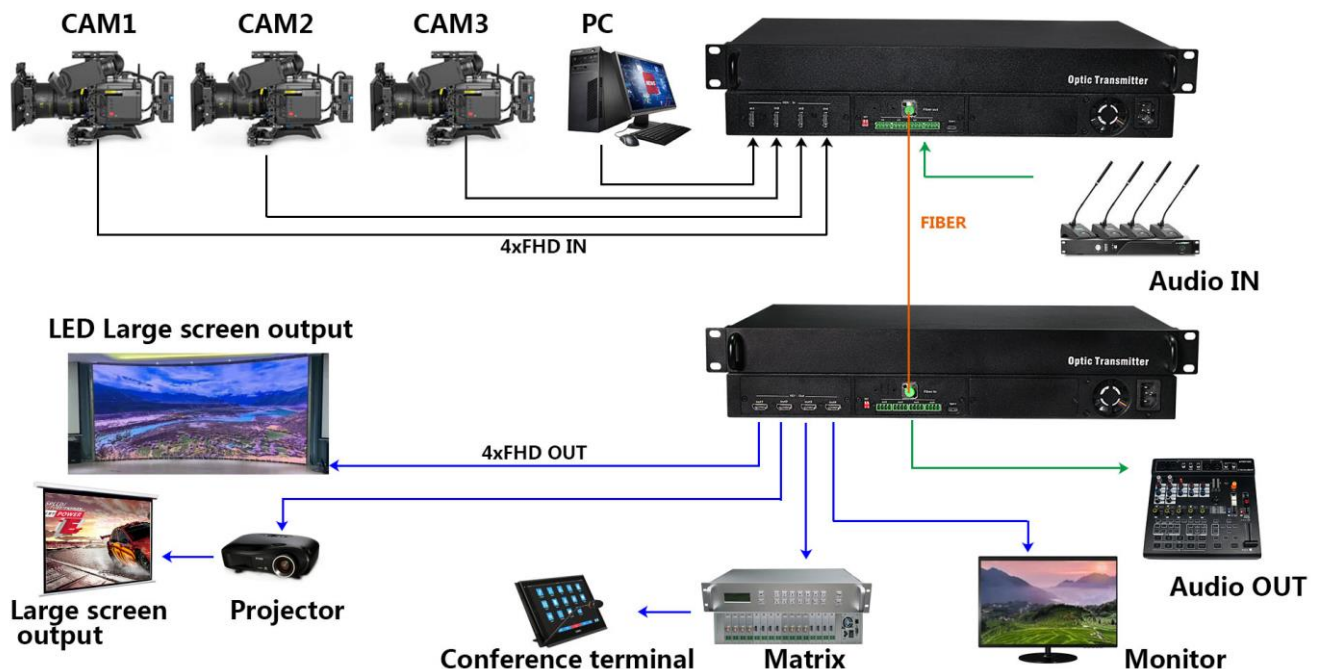 CAM1
CAM2
CAM3
PC
Optic Transmitter
FIBER
4xFHD IN
Audio IN
LED Large screen output
Optic Transmitter
4xFHD OUT
Large screen
output
Projector
Conference terminal
Matrix
Monitor
Audio OUT